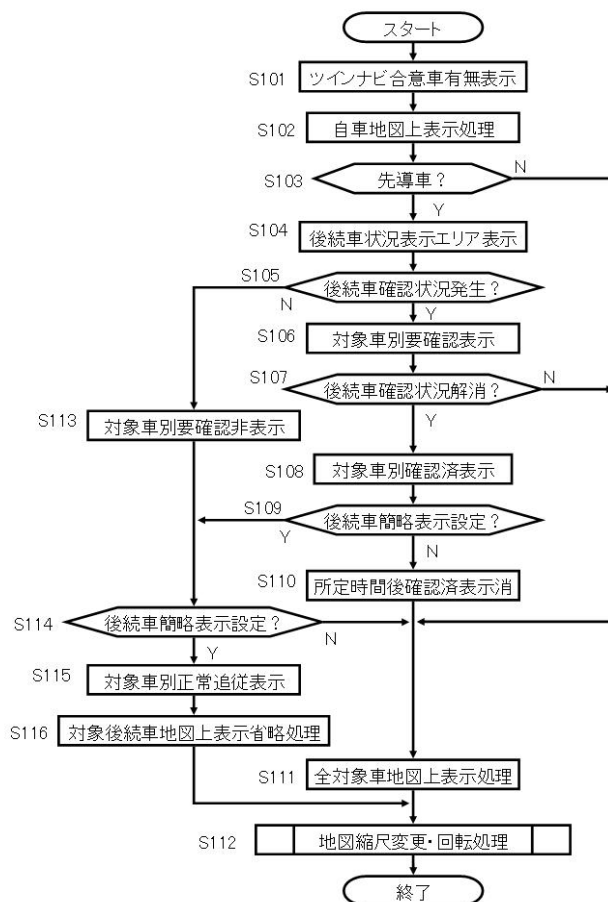 スタート
S101 ツインナビ合意車有無表示
S102 自車地図上表示処理
S103 先導車？ N
Y
S104 後続車状況表示エリア表示
S105 後続車確認状況発生？
N Y
S106 対象車別要確認表示
S107 後続車確認状況解消？ N
Y
S113 対象車別要確認非表示
S108 対象車別確認済表示
S109 後続車簡略表示設定？
Y N
S110 所定時間後確認済表示消
S114 後続車簡略表示設定？
Y N
S115 対象車別正常追従表示
S116 対象後続車地図上表示省略処理
S111 全対象車地図上表示処理
S112 地図縮尺変更・回転処理
終了